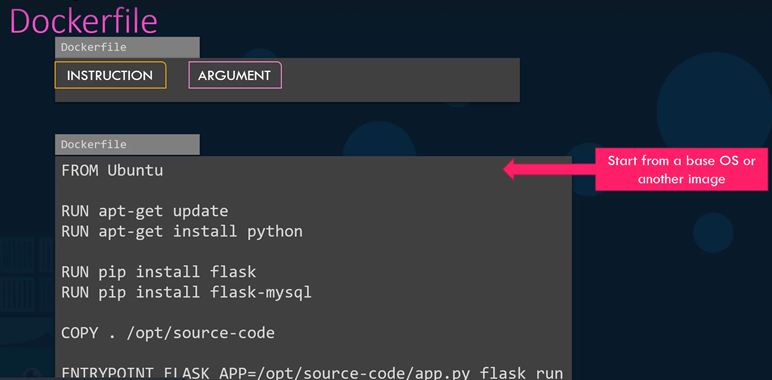 Dockerfile
Dockerfile
INSTRUCTION ARGUMENT
Dockerfile
FROM Ubuntu
Start from a base OS or
another image
RUN apt-get update
RUN apt-get install python
RUN pip install flask
RUN pip install flask-mysql
COPY . /opt/source-code
ENTRYPOINT FLASK_APP=/opt/source-code/app.py flask run